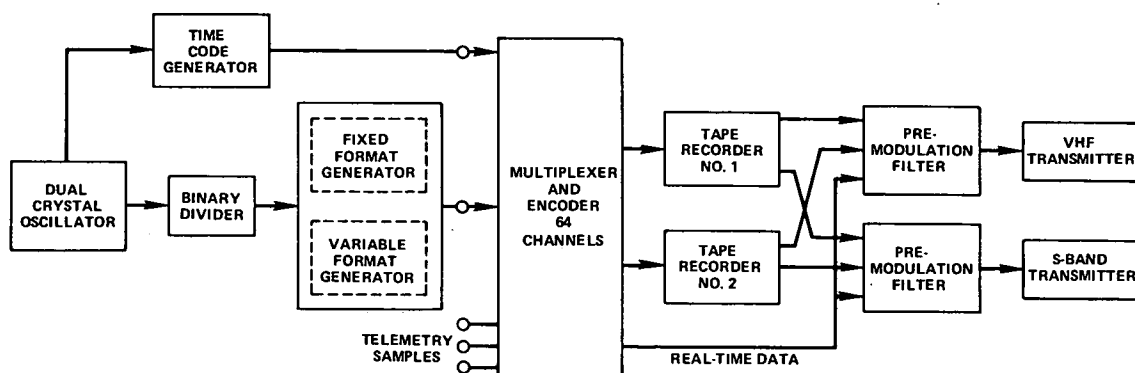 TIME
CODE
GENERATOR
DUAL
CRYSTAL
OSCILLATOR
BINARY
DIVIDER
FIXED
FORMAT
GENERATOR
VARIABLE
FORMAT
GENERATOR
TELEMETRY
SAMPLES
MULTIPLEXER
AND
ENCODER
64
CHANNELS
TAPE
RECORDER
NO. 1
TAPE
RECORDER
NO. 2
REAL-TIME DATA
PRE-
MODULATION
FILTER
PRE-
MODULATION
FILTER
VHF
TRANSMITTER
S-BAND
TRANSMITTER